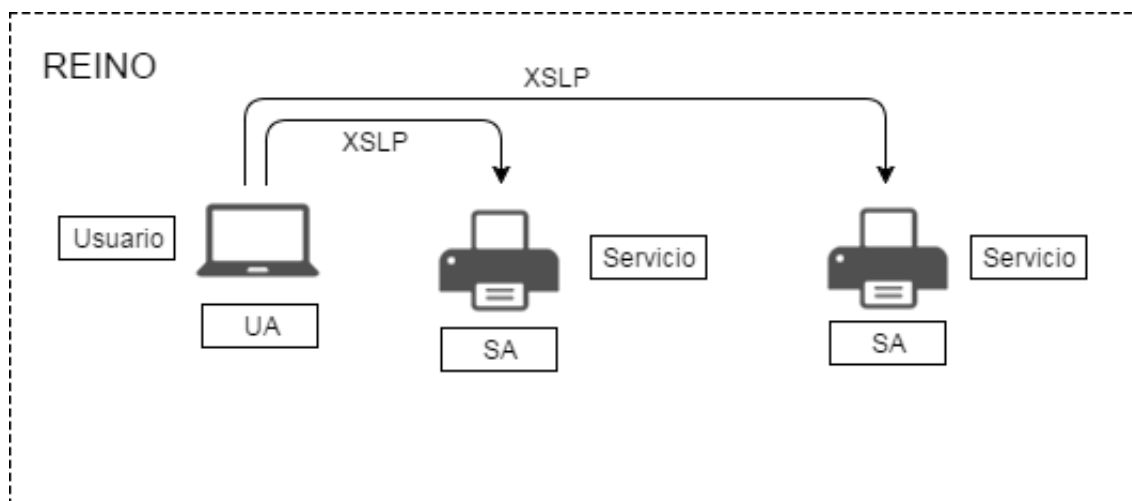 REINO
XSLP
XSLP
Usuario
Servicio
Servicio
UA
SA
SA